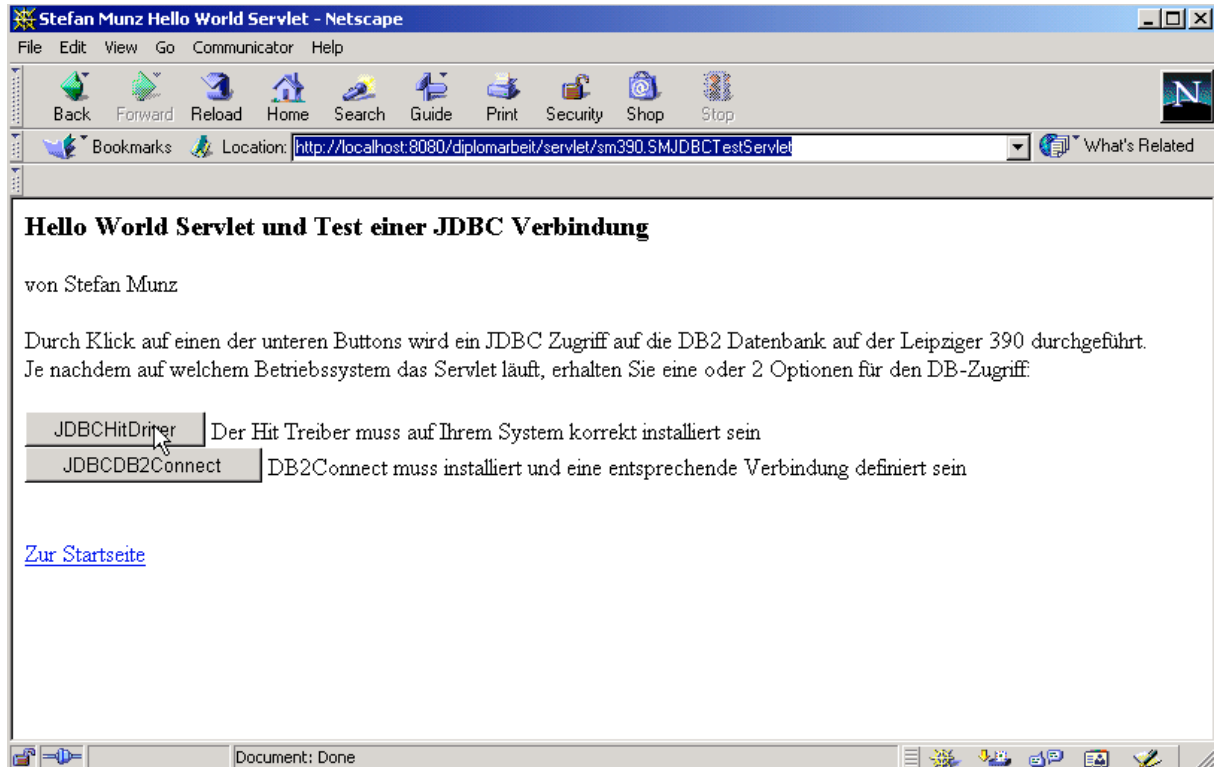 Stefan Munz Hello World Servlet - Netscape
File Edit View Go Communicator Help
Back Forward Reload Home Search Guide Print Security Shop Stop
N
Bookmarks Location: http://localhost:8080/diplomarbeit/servlet/sm390.SMJDBCTestServlet What's Related
Hello World Servlet und Test einer JDBC Verbindung
von Stefan Munz
Durch Klick auf einen der unteren Buttons wird ein JDBC Zugriff auf die DB2 Datenbank auf der Leipziger 390 durchgeführt.
Je nachdem auf welchem Betriebssystem das Servlet läuft, erhalten Sie eine oder 2 Optionen für den DB-Zugriff:
JDBCHitDriver Der Hit Treiber muss auf Ihrem System korrekt installiert sein
JDBCDB2Connect DB2Connect muss installiert und eine entsprechende Verbindung definiert sein
Zur Startseite
Document: Done